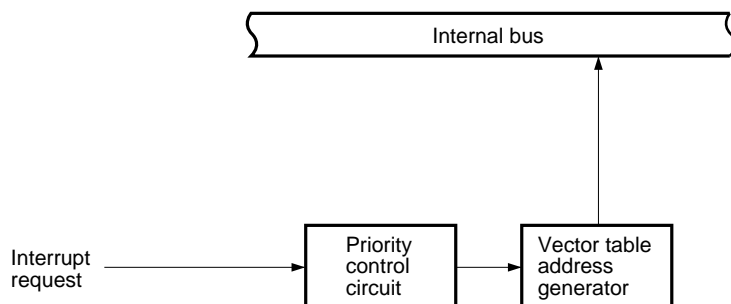 Internal bus
Interrupt
request
Priority
control
circuit
Vector table
address
generator